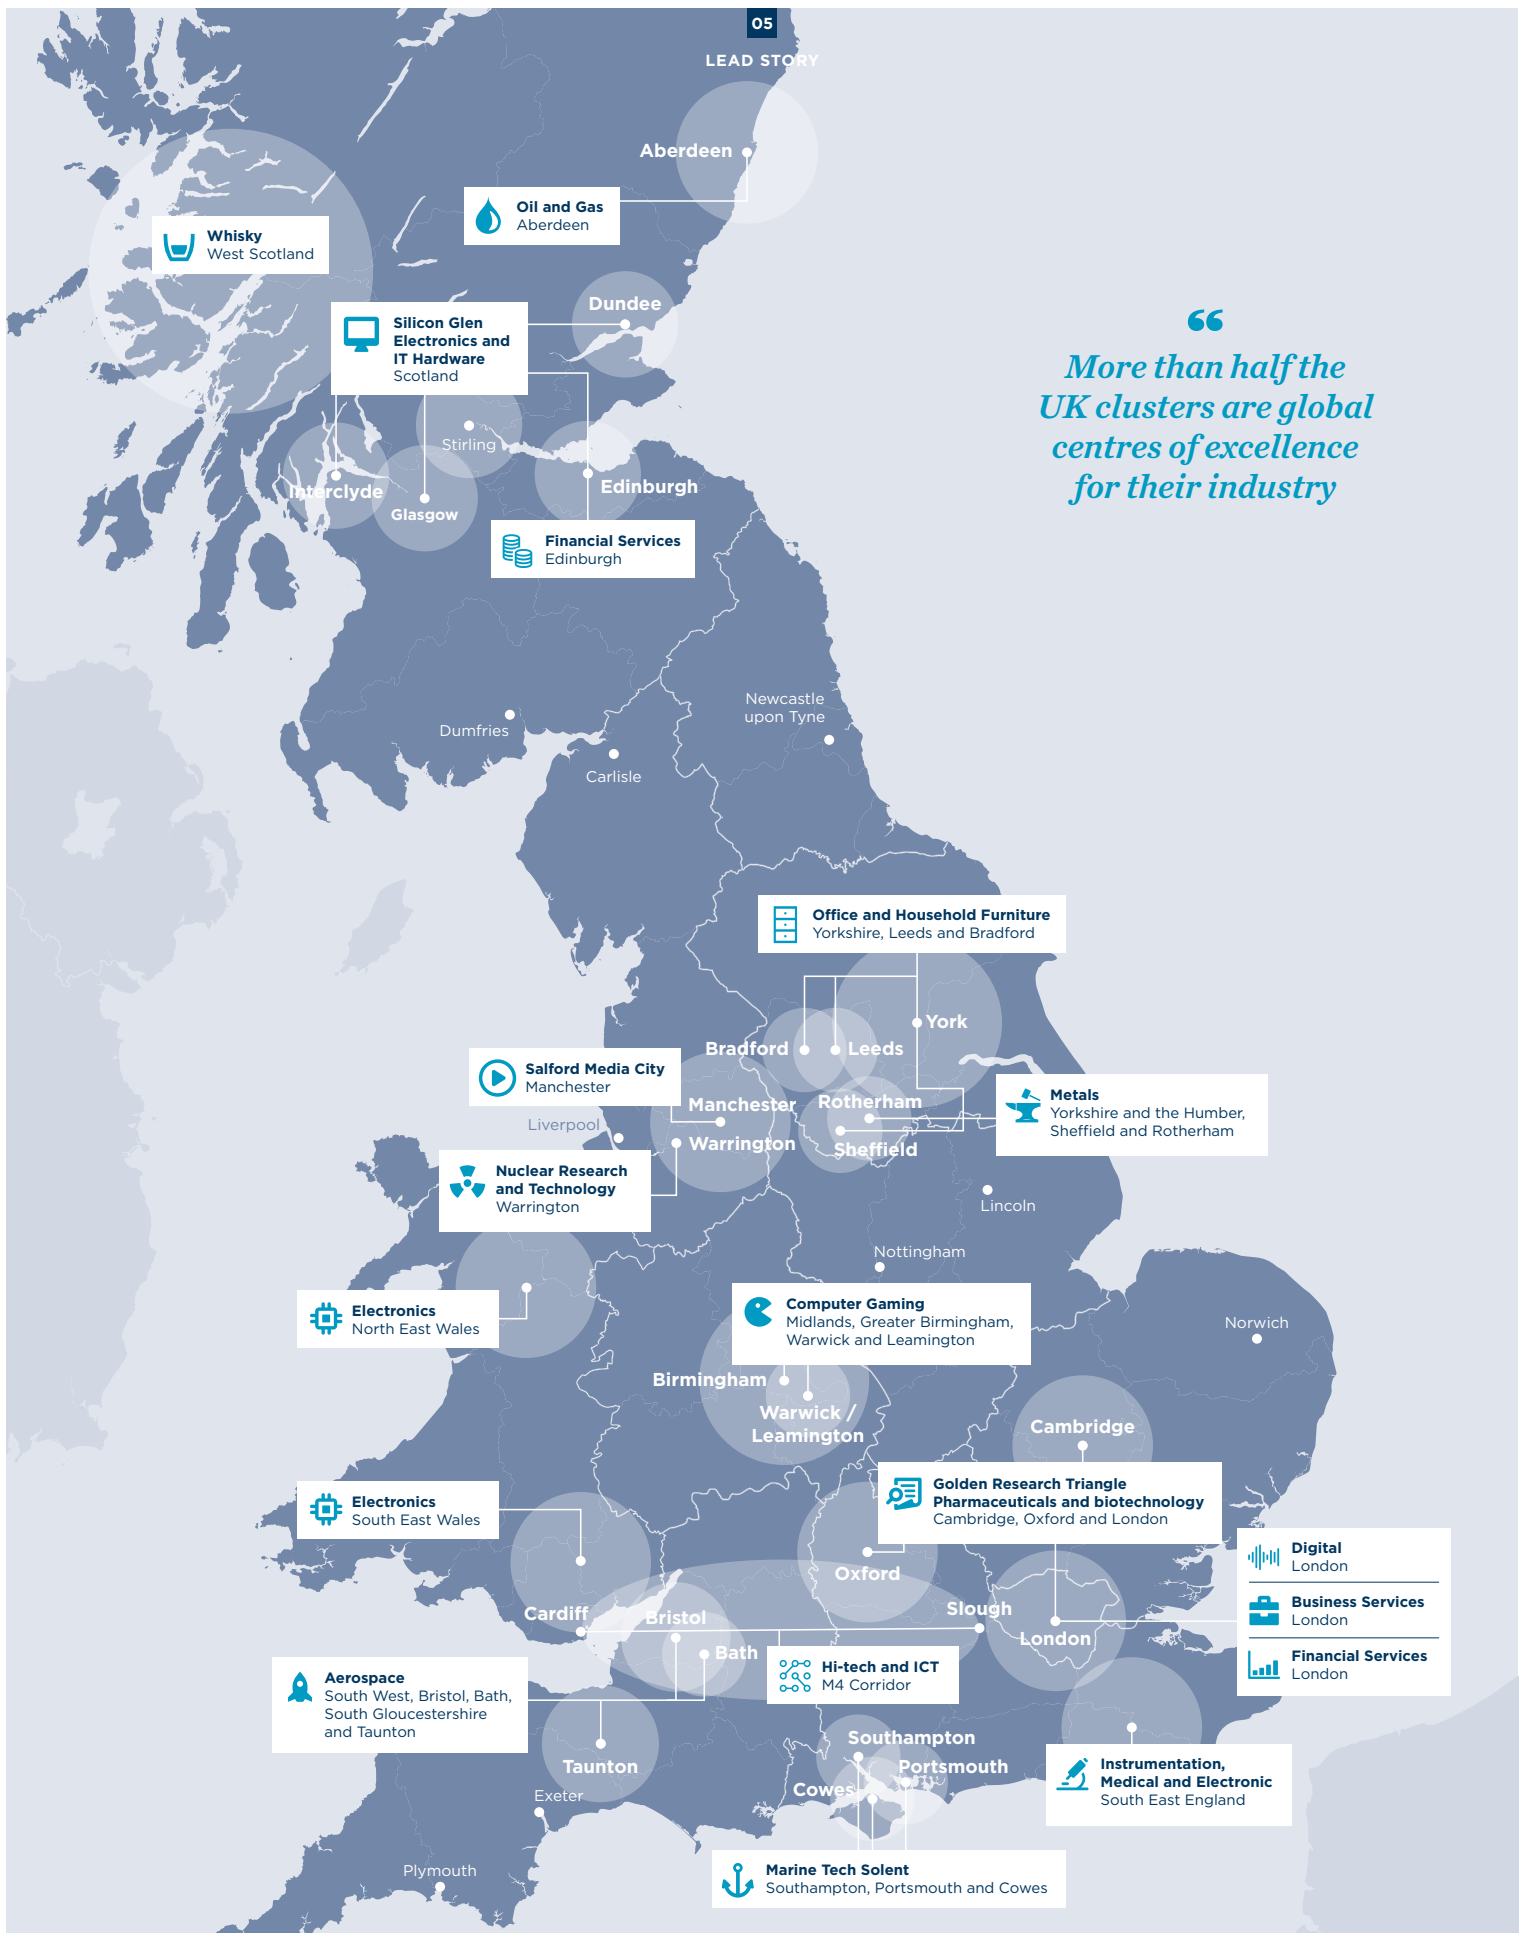 05
LEAD STORY
Aberdeen
Oil and Gas
Aberdeen
Whisky
West Scotland
Dundee
Silicon Glen
Electronics and
IT Hardware
Scotland
Stirling
Interclyde
Glasgow
Edinburgh
Financial Services
Edinburgh
“
More than half the
UK clusters are global
centres of excellence
for their industry
Newcastle
upon Tyne
Dumfries
Carlisle
Office and Household Furniture
Yorkshire, Leeds and Bradford
York
Bradford
Leeds
Salford Media City
Manchester
Manchester
Rotherham
Metals
Yorkshire and the Humber,
Sheffield and Rotherham
Liverpool
Warrington
Sheffield
Nuclear Research
and Technology
Warrington
Lincoln
Nottingham
Electronics
North East Wales
Computer Gaming
Midlands, Greater Birmingham,
Warwick and Leamington
Norwich
Birmingham
Warwick /
Leamington
Cambridge
Electronics
South East Wales
Golden Research Triangle
Pharmaceuticals and biotechnology
Cambridge, Oxford and London
Oxford
Digital
London
Business Services
London
Financial Services
London
Cardiff
Bristol
Slough
London
Bath
Hi-tech and ICT
M4 Corridor
Aerospace
South West, Bristol, Bath,
South Gloucestershire
and Taunton
Taunton
Southampton
Portsmouth
Cowes
Instrumentation,
Medical and Electronic
South East England
Exeter
Plymouth
Marine Tech Solent
Southampton, Portsmouth and Cowes